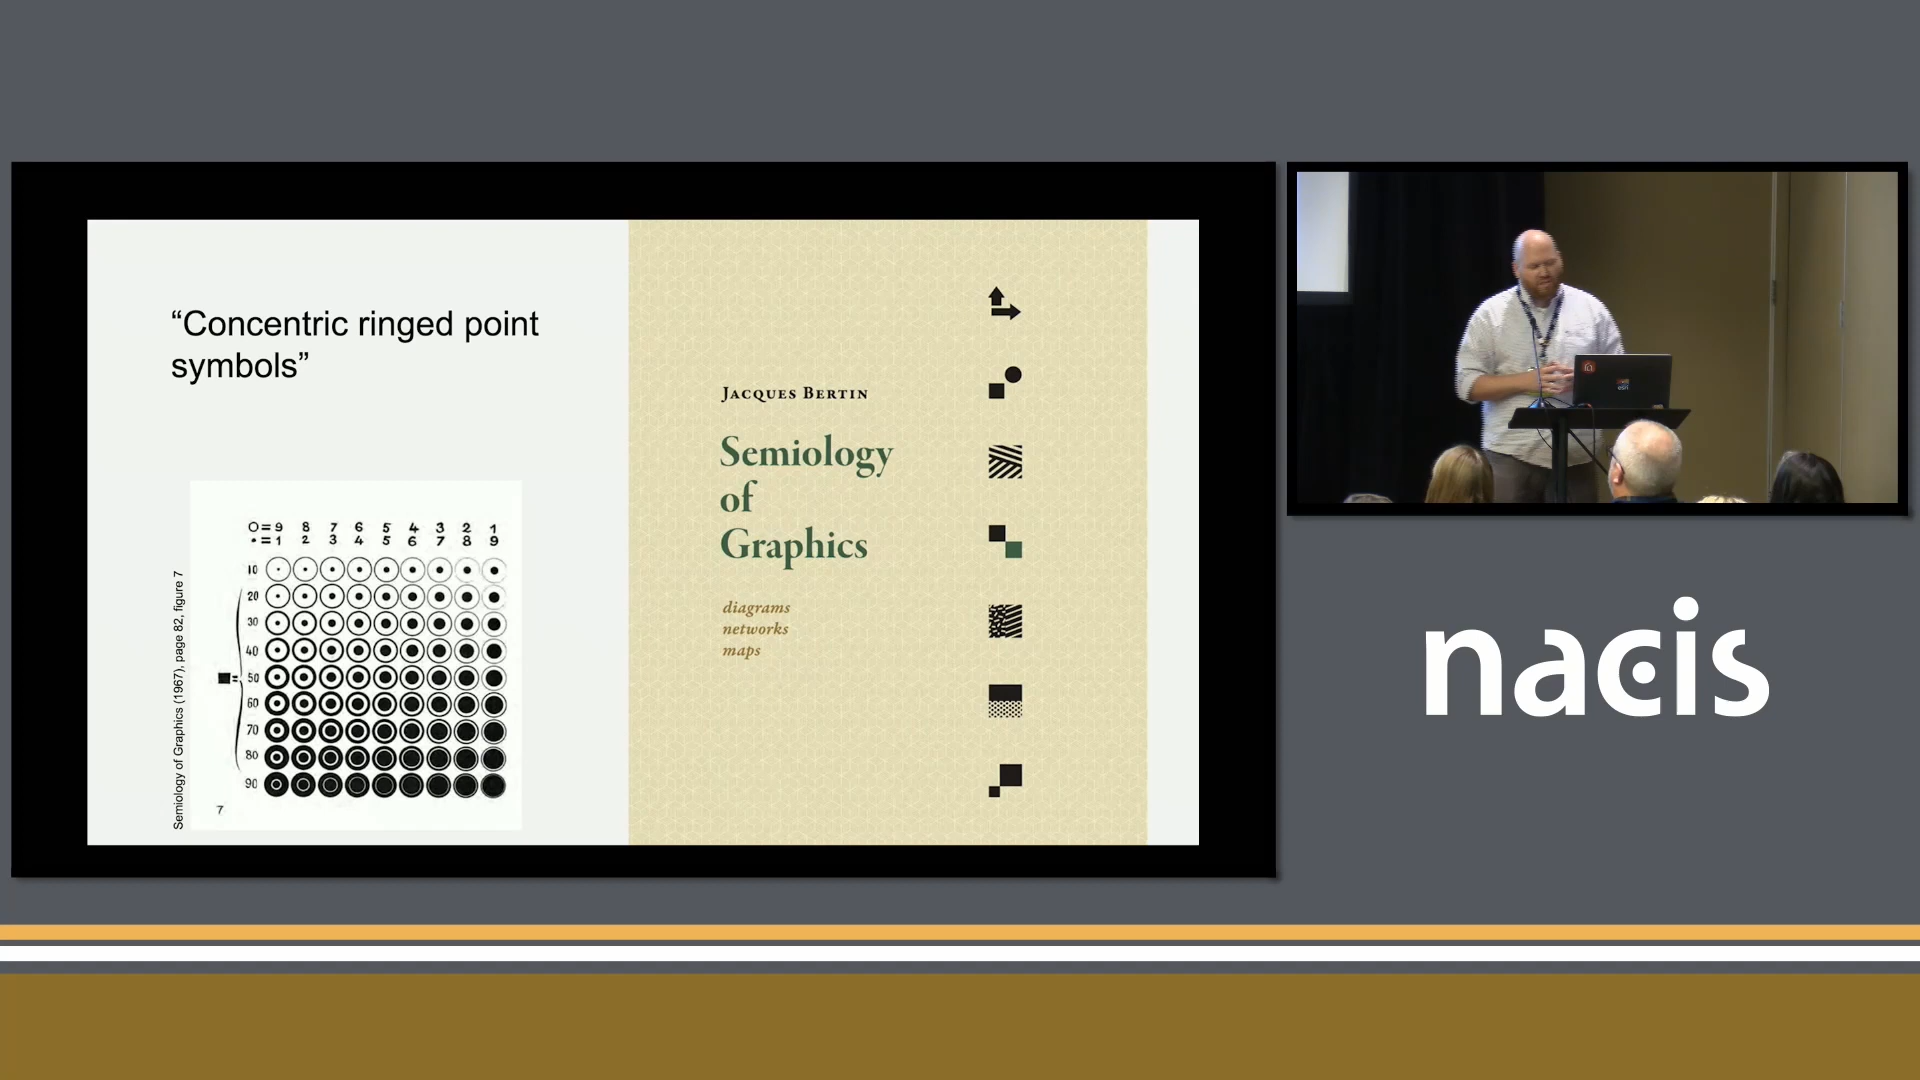 “Concentric ringed point
symbols”
Semiology of Graphics (1967), page 82, figure 7
O=9 8 7 6 5 4 3 2 1
•=1 2 3 4 5 6 7 8 9
10
20
30
40
■= 50
60
70
80
90
7
JACQUES BERTIN
Semiology
of
Graphics
diagrams
networks
maps
esri
nacis